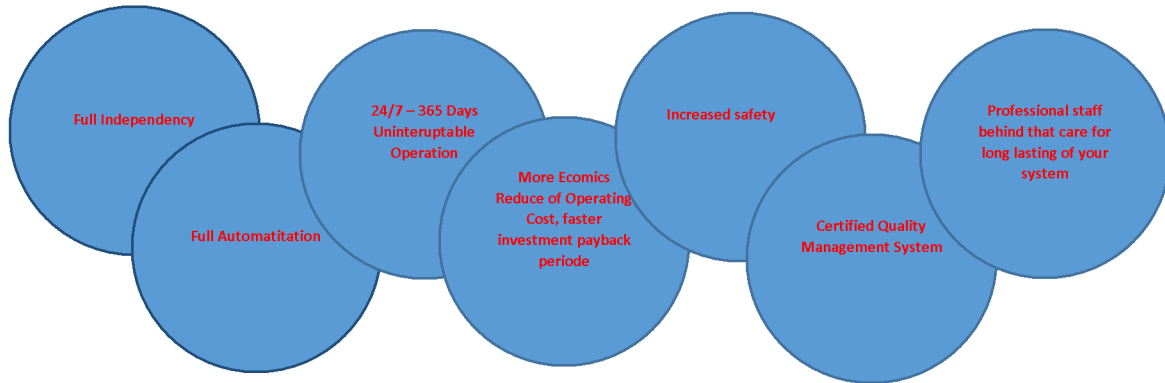 Full Independency
Full Automatitation
24/7 – 365 Days
Uninteruptable
Operation
More Ecomics
Reduce of Operating
Cost, faster
investment payback
periode
Increased safety
Certified Quality
Management System
Professional staff
behind that care for
long lasting of your
system